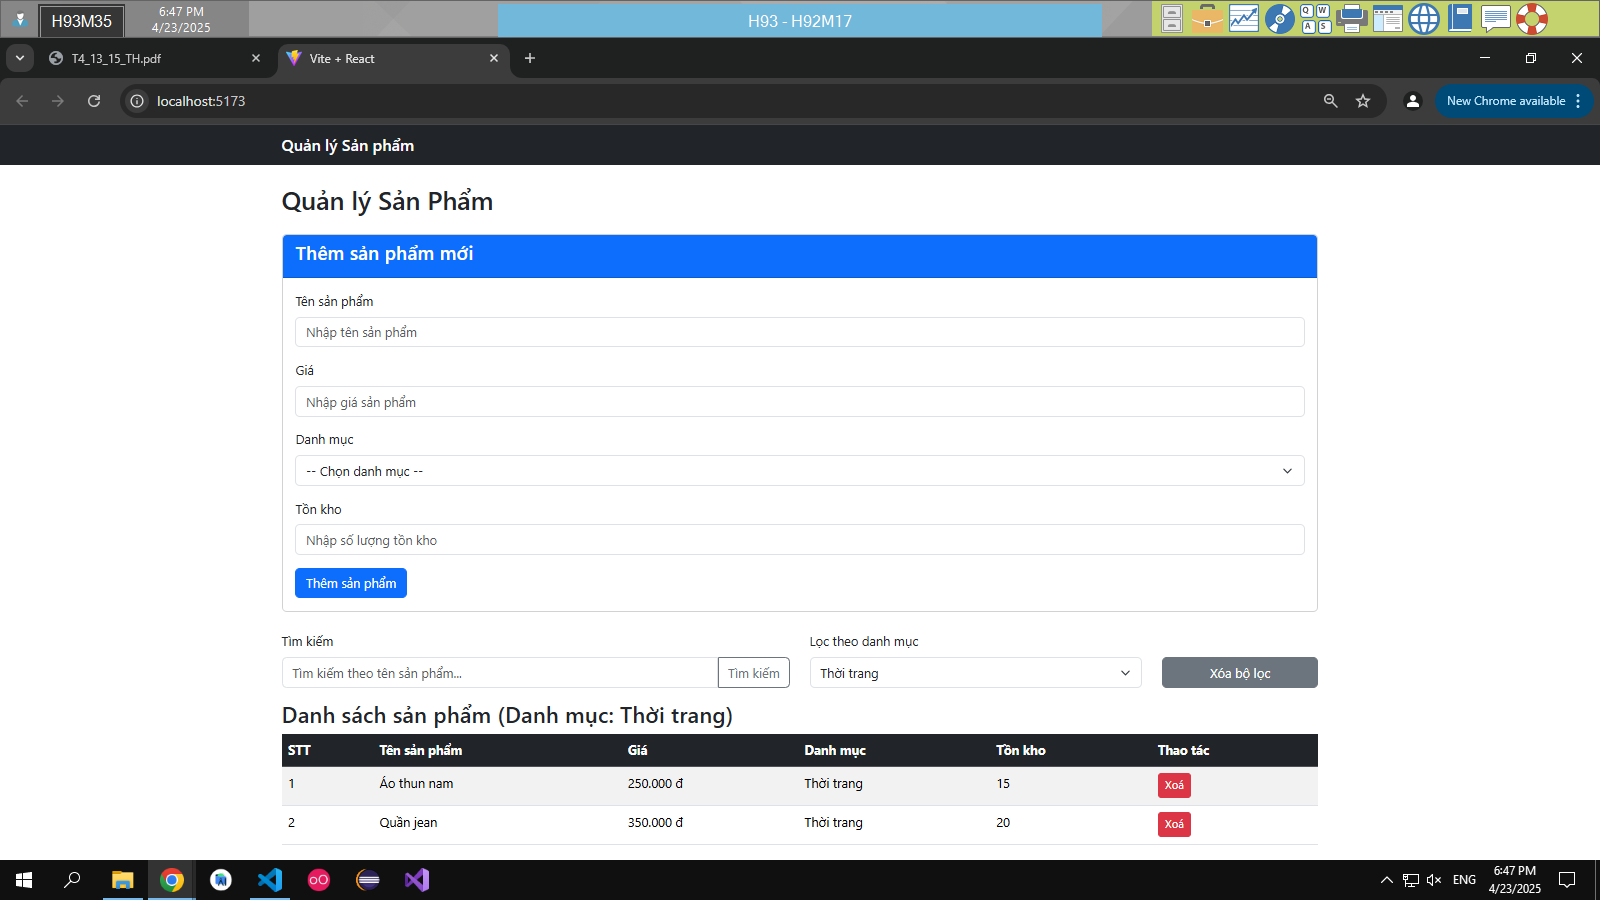 H93M35
6:47 PM
4/23/2025
H93 - H92M17
Q W
A S
T4_13_15_TH.pdf
Vite + React
localhost:5173
New Chrome available
Quản lý Sản phẩm
Quản lý Sản Phẩm
Thêm sản phẩm mới
Tên sản phẩm
Nhập tên sản phẩm
Giá
Nhập giá sản phẩm
Danh mục
-- Chọn danh mục --
Tồn kho
Nhập số lượng tồn kho
Thêm sản phẩm
Tìm kiếm
Lọc theo danh mục
Tìm kiếm theo tên sản phẩm... Tìm kiếm Thời trang Xóa bộ lọc
Danh sách sản phẩm (Danh mục: Thời trang)
STT Tên sản phẩm Giá Danh mục Tồn kho Thao tác
1 Áo thun nam 250.000 đ Thời trang 15 Xoá
2 Quần jean 350.000 đ Thời trang 20 Xoá
ENG
6:47 PM
4/23/2025